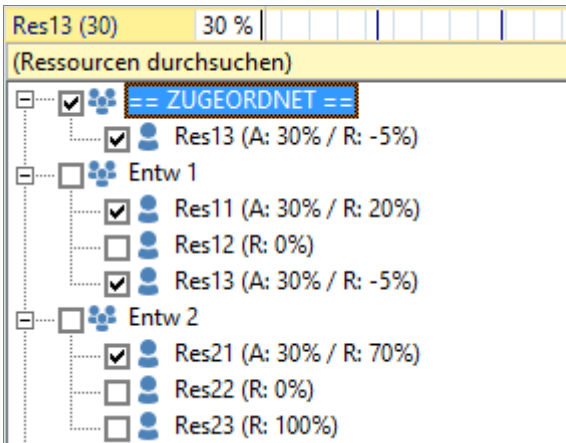 Res13 (30) 30 %
(Ressourcen durchsuchen)
== ZUGEORDNET ==
Res13 (A: 30% / R: -5%)
Entw 1
Res11 (A: 30% / R: 20%)
Res12 (R: 0%)
Res13 (A: 30% / R: -5%)
Entw 2
Res21 (A: 30% / R: 70%)
Res22 (R: 0%)
Res23 (R: 100%)